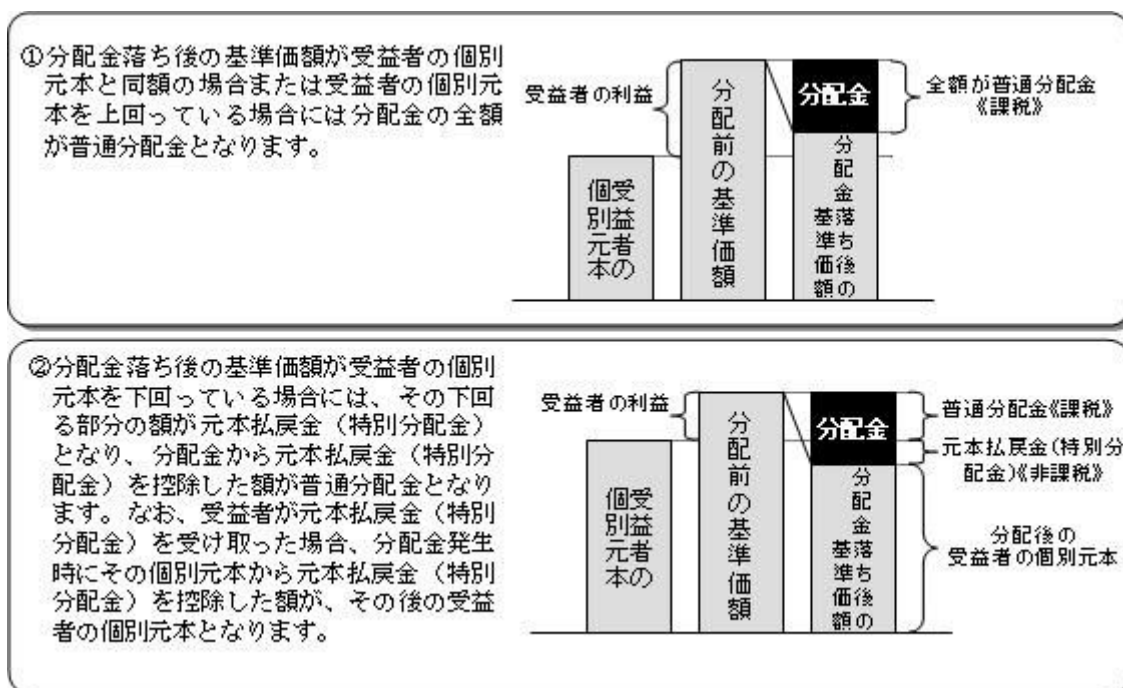 ①分配金落ち後の基準価額が受益者の個別
元本と同額の場合または受益者の個別元
本を上回っている場合には分配金の全額
が普通分配金となります。
受益者の利益
受益者の
個別元本
分配前の基準価額
分配金
分配金落ち後の
基準価額
全額が普通分配金
《課税》
②分配金落ち後の基準価額が受益者の個別
元本を下回っている場合には、その下回
る部分の額が元本払戻金（特別分配金）
となり、分配金から元本払戻金（特別分
配金）を控除した額が普通分配金となり
ます。なお、受益者が元本払戻金（特別
分配金）を受け取った場合、分配金発生
時にその個別元本から元本払戻金（特別
分配金）を控除した額が、その後の受益
者の個別元本となります。
受益者の利益
受益者の
個別元本
分配前の基準価額
分配金
分配金落ち後の
基準価額
普通分配金《課税》
元本払戻金(特別分
配金)《非課税》
分配後の
受益者の個別元本